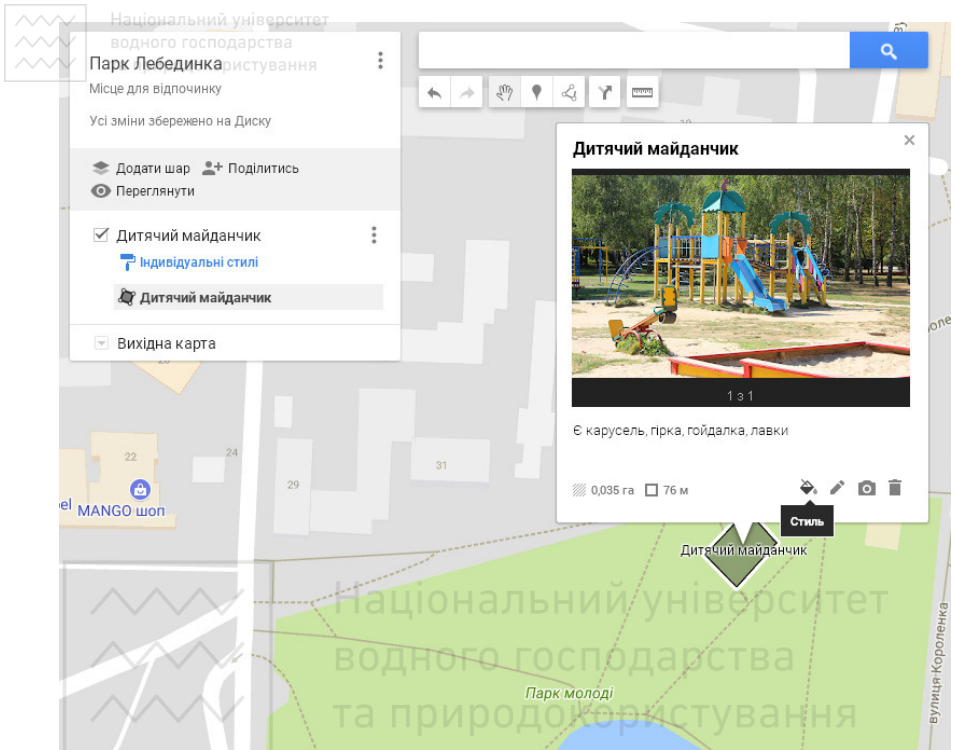 Національний університет
водного господарства
та природокористування
Парк Лебединка
Місце для відпочинку
Усі зміни збережено на Диску
Додати шар Поділитись
Переглянути
Дитячий майданчик
Індивідуальні стилі
Дитячий майданчик
Вихідна карта
Дитячий майданчик
1 з 1
Є карусель, гірка, гойдалка, лавки
0,035 га 76 м
Стиль
Дитячий майданчик
22
24
29
31
MANGO шоп
Національний університет
водного господарства
та природокористування
Парк молоді
вулиця Короленка